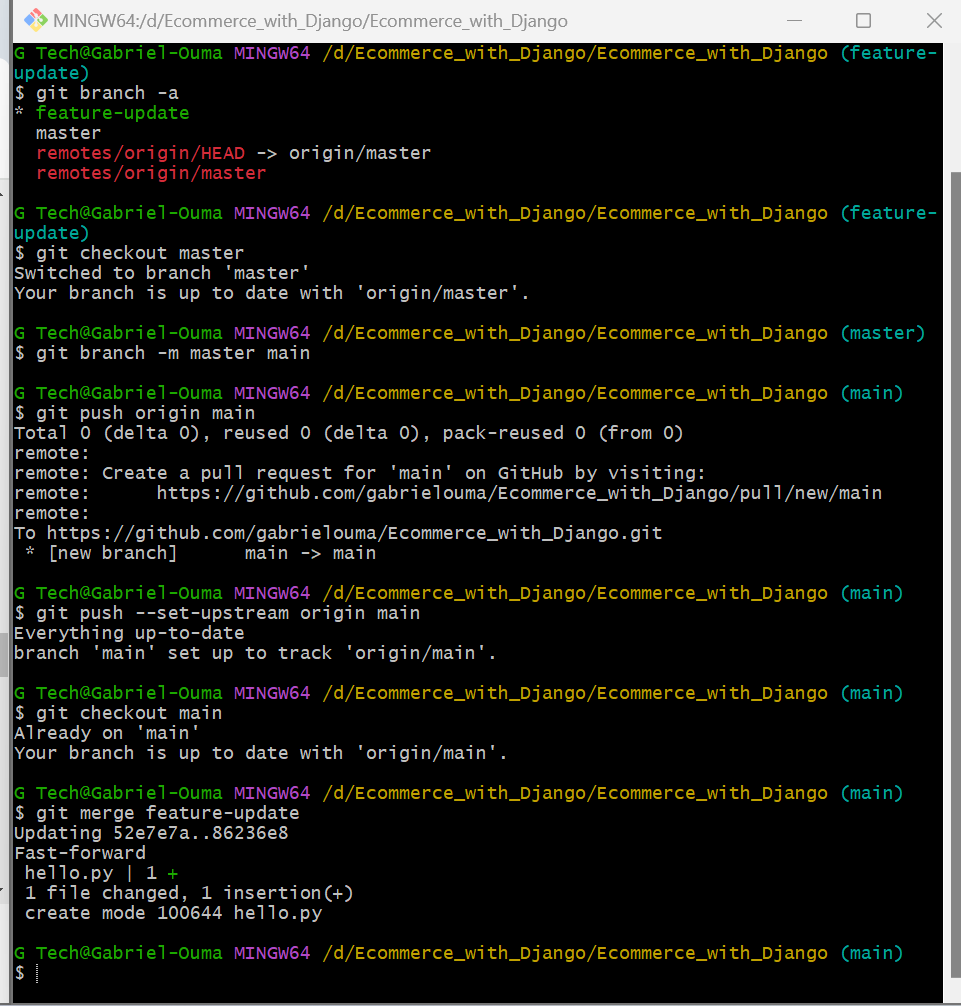 MINGW64:/d/Ecommerce_with_Django/Ecommerce_with_Django
G Tech@Gabriel-Ouma MINGW64 /d/Ecommerce_with_Django/Ecommerce_with_Django (feature-
update)
$ git branch -a
* feature-update
  master
  remotes/origin/HEAD -> origin/master
  remotes/origin/master

G Tech@Gabriel-Ouma MINGW64 /d/Ecommerce_with_Django/Ecommerce_with_Django (feature-
update)
$ git checkout master
Switched to branch 'master'
Your branch is up to date with 'origin/master'.

G Tech@Gabriel-Ouma MINGW64 /d/Ecommerce_with_Django/Ecommerce_with_Django (master)
$ git branch -m master main

G Tech@Gabriel-Ouma MINGW64 /d/Ecommerce_with_Django/Ecommerce_with_Django (main)
$ git push origin main
Total 0 (delta 0), reused 0 (delta 0), pack-reused 0 (from 0)
remote:
remote: Create a pull request for 'main' on GitHub by visiting:
remote:      https://github.com/gabrielouma/Ecommerce_with_Django/pull/new/main
remote:
To https://github.com/gabrielouma/Ecommerce_with_Django.git
 * [new branch]      main -> main

G Tech@Gabriel-Ouma MINGW64 /d/Ecommerce_with_Django/Ecommerce_with_Django (main)
$ git push --set-upstream origin main
Everything up-to-date
branch 'main' set up to track 'origin/main'.

G Tech@Gabriel-Ouma MINGW64 /d/Ecommerce_with_Django/Ecommerce_with_Django (main)
$ git checkout main
Already on 'main'
Your branch is up to date with 'origin/main'.

G Tech@Gabriel-Ouma MINGW64 /d/Ecommerce_with_Django/Ecommerce_with_Django (main)
$ git merge feature-update
Updating 52e7e7a..86236e8
Fast-forward
 hello.py | 1 +
 1 file changed, 1 insertion(+)
 create mode 100644 hello.py

G Tech@Gabriel-Ouma MINGW64 /d/Ecommerce_with_Django/Ecommerce_with_Django (main)
$